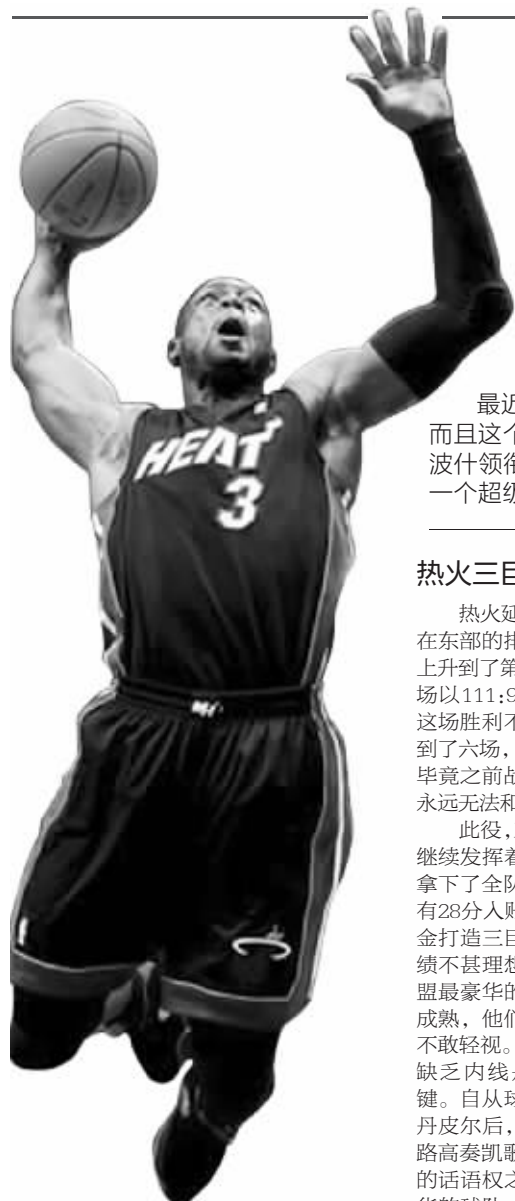 HEAT
3
最近
而且这个
波什领衔
一个超级
热火三巨
热火延
在东部的排
上升到了第
场以111:9
这场胜利不
到了六场，
毕竟之前战
永远无法和
此役，
继续发挥着
拿下了全队
有28分入账
金打造三巨
绩不甚理想
盟最豪华的
成熟，他们
不敢轻视。
缺乏内线
键。自从球
丹皮尔后，
路高奏凯歌
的话语权之